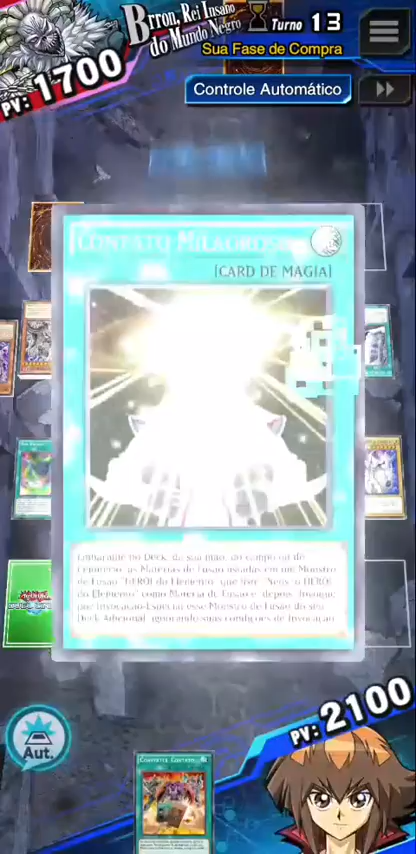 Brron, Rei Insano
do Mundo Negro
Turno 13
Sua Fase de Compra
PV: 1700
Controle Automático
CONTATO MILAGROSO
[CARD DE MAGIA]
Embaralhe no Deck, da sua mão, do campo ou do
Cemitério, as Matérias de Fusão listadas em um Monstro
de Fusão "HERÓI do Elemento" que liste "Neos, o HERÓI
do Elemento" como Matéria de Fusão e, depois, Invoque
por Invocação-Especial esse Monstro de Fusão do seu
Deck Adicional, ignorando suas condições de Invocação
PV: 2100
Aut.